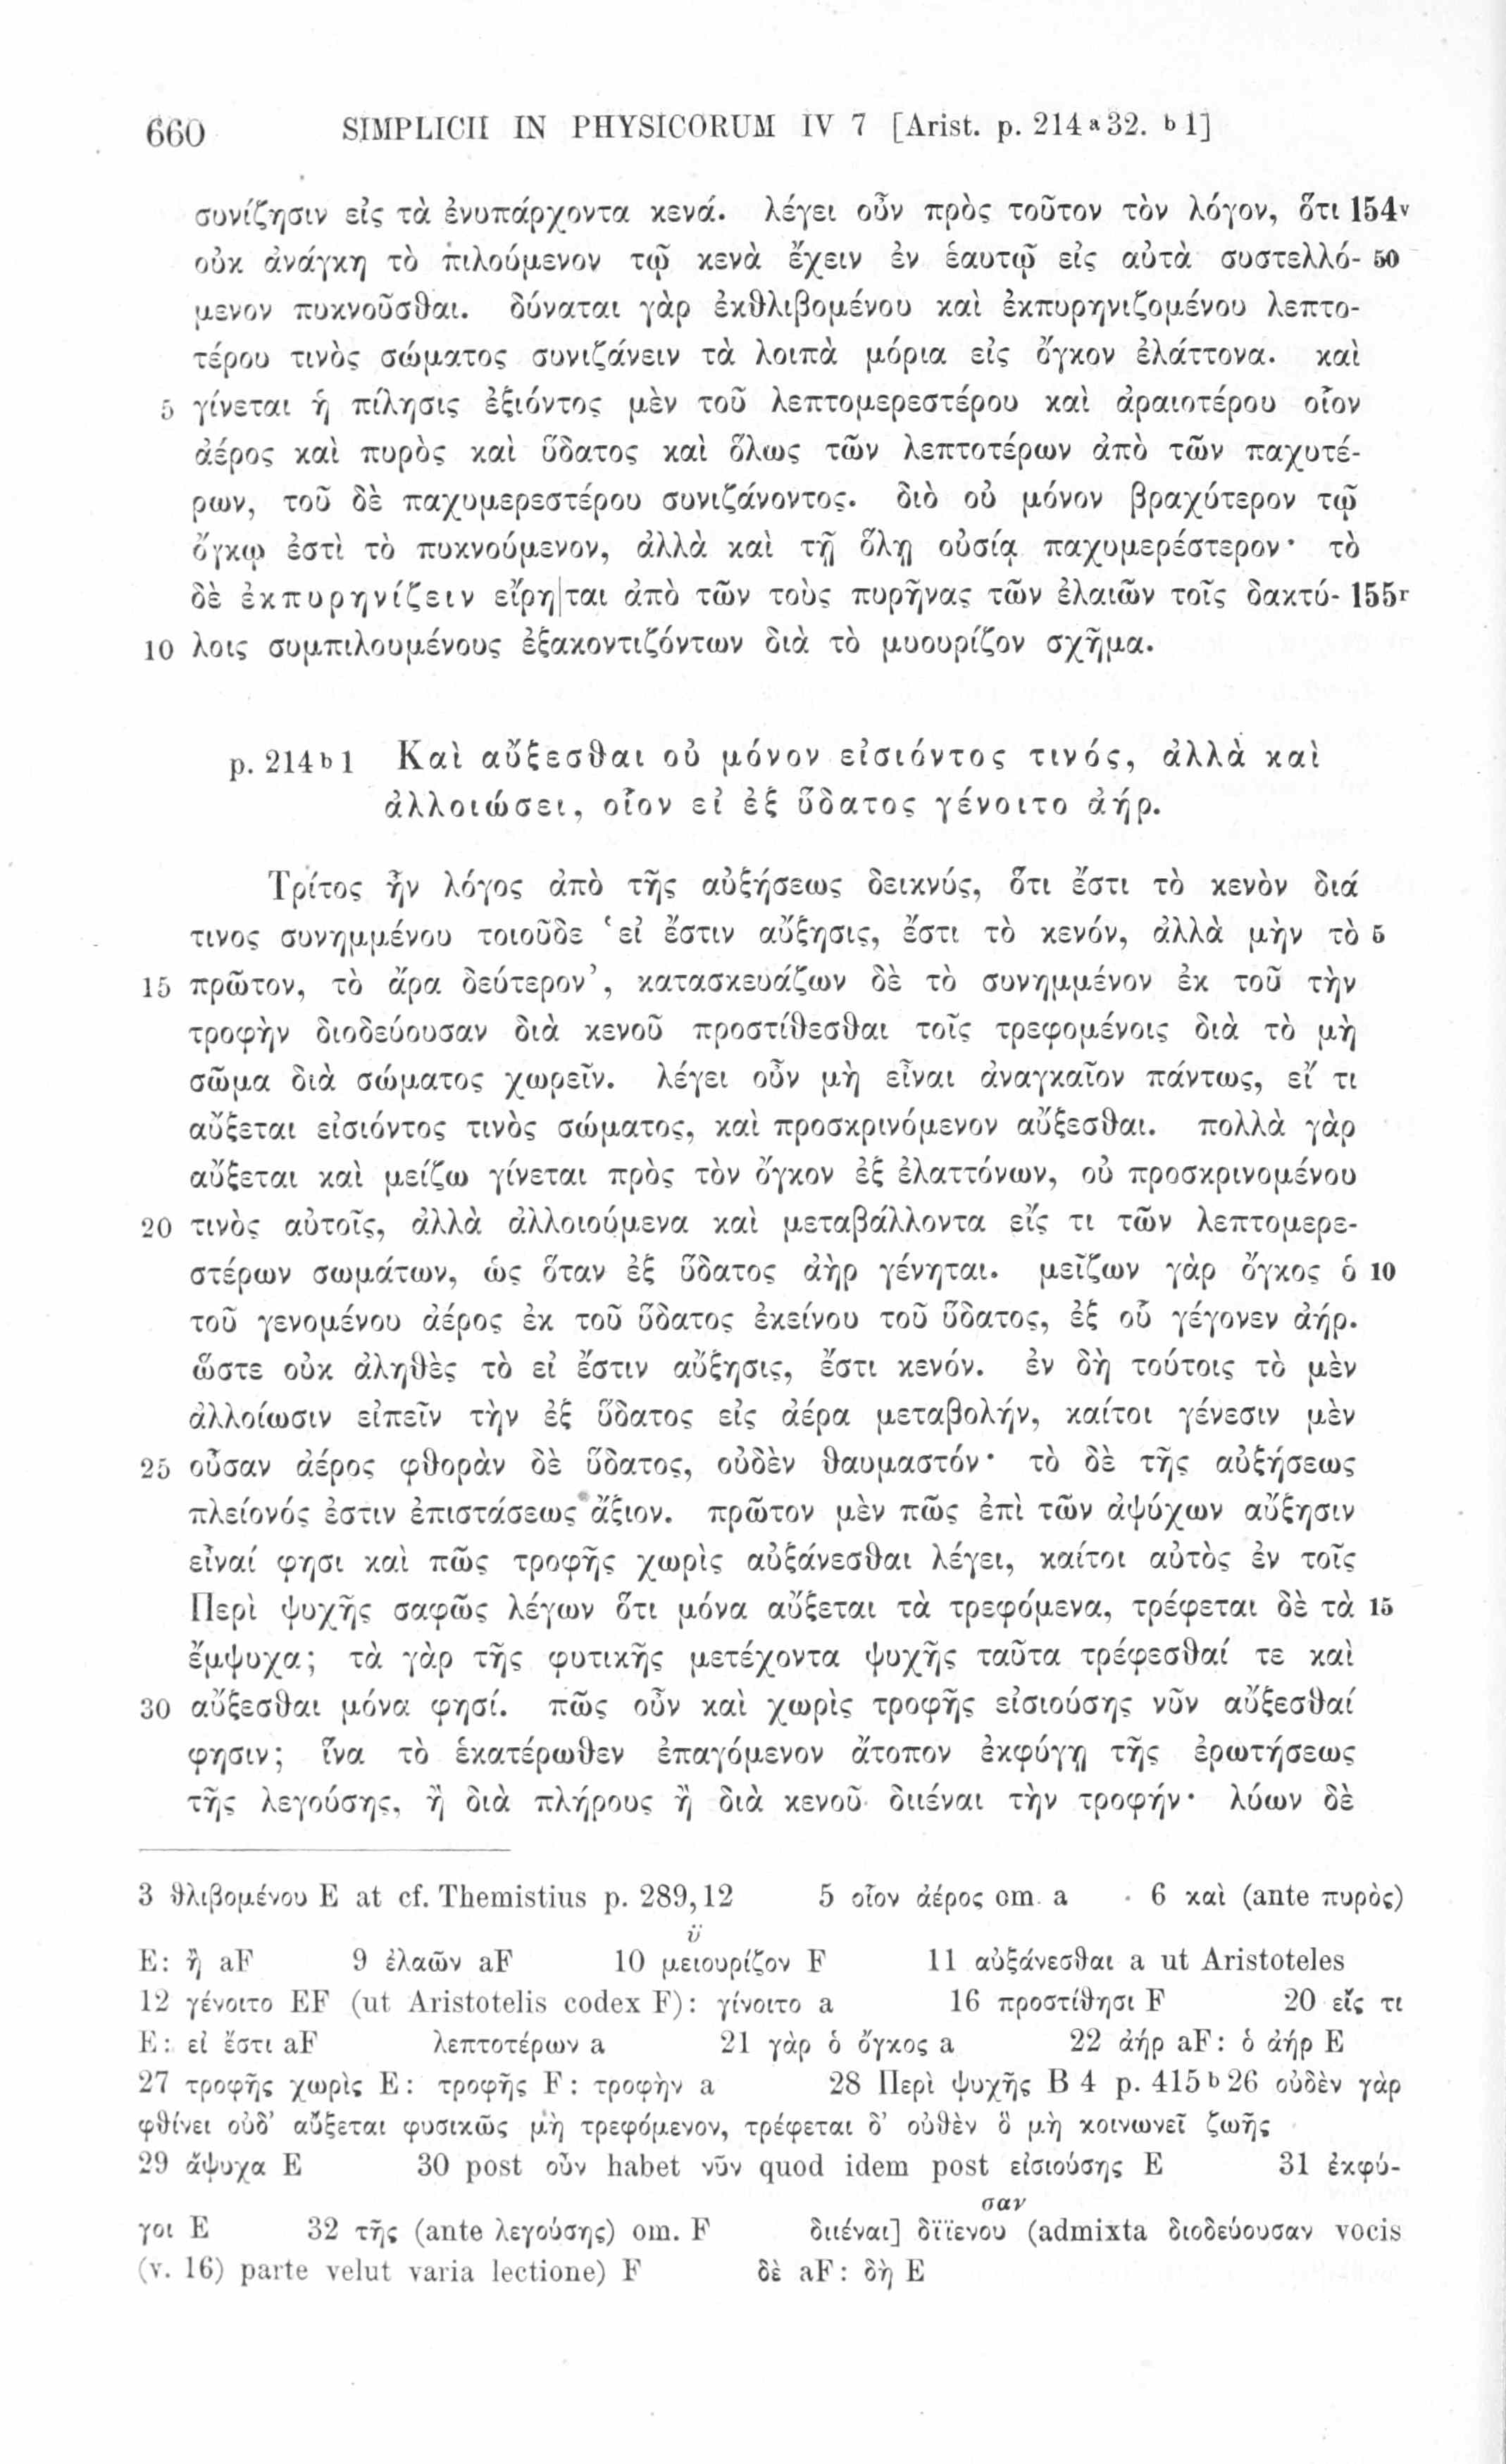 660 SIMPLICII IN PHYSICORUM IV 7 [Arist. p. 214 a 32. b 1]
συνίζησιν εἰς τὰ ἐνυπάρχοντα κενά. λέγει οὖν πρὸς τοῦτον τὸν λόγον, ὅτι 154v
οὐκ ἀνάγκη τὸ πιλούμενον τῷ κενὰ ἔχειν ἐν ἑαυτῷ εἰς αὐτὰ συστελλό- 50
μενον πυκνοῦσθαι. δύναται γὰρ ἐκθλιβομένου καὶ ἐκπυρηνιζομένου λεπτο-
τέρου τινὸς σώματος συνιζάνειν τὰ λοιπὰ μόρια εἰς ὄγκον ἐλάττονα. καὶ
5 γίνεται ἡ πίλησις ἐξιόντος μὲν τοῦ λεπτομερεστέρου καὶ ἀραιοτέρου οἷον
ἀέρος καὶ πυρὸς καὶ ὕδατος καὶ ὅλως τῶν λεπτοτέρων ἀπὸ τῶν παχυτέ-
ρων, τοῦ δὲ παχυμερεστέρου συνιζάνοντος. διὸ οὐ μόνον βραχύτερον τῷ
ὄγκῳ ἐστὶ τὸ πυκνούμενον, ἀλλὰ καὶ τῇ ὅλῃ οὐσίᾳ παχυμερέστερον· τὸ
δὲ ἐκπυρηνίζειν εἴρη|ται ἀπὸ τῶν τοὺς πυρῆνας τῶν ἐλαιῶν τοῖς δακτύ- 155r
10 λοις συμπιλουμένους ἐξακοντιζόντων διὰ τὸ μυουρίζον σχῆμα.
p. 214 b 1 Καὶ αὔξεσθαι οὐ μόνον εἰσιόντος τινός, ἀλλὰ καὶ
ἀλλοιώσει, οἷον εἰ ἐξ ὕδατος γένοιτο ἀήρ.
Τρίτος ἦν λόγος ἀπὸ τῆς αὐξήσεως δεικνύς, ὅτι ἔστι τὸ κενὸν διά
τινος συνημμένου τοιοῦδε ‘εἰ ἔστιν αὔξησις, ἔστι τὸ κενόν, ἀλλὰ μὴν τὸ 5
15 πρῶτον, τὸ ἄρα δεύτερον’, κατασκευάζων δὲ τὸ συνημμένον ἐκ τοῦ τὴν
τροφὴν διοδεύουσαν διὰ κενοῦ προστίθεσθαι τοῖς τρεφομένοις διὰ τὸ μὴ
σῶμα διὰ σώματος χωρεῖν. λέγει οὖν μὴ εἶναι ἀναγκαῖον πάντως, εἴ τι
αὔξεται εἰσιόντος τινὸς σώματος, καὶ προσκρινόμενον αὔξεσθαι. πολλὰ γὰρ
αὔξεται καὶ μείζω γίνεται πρὸς τὸν ὄγκον ἐξ ἐλαττόνων, οὐ προσκρινομένου
20 τινὸς αὐτοῖς, ἀλλὰ ἀλλοιούμενα καὶ μεταβάλλοντα εἴς τι τῶν λεπτομερε-
στέρων σωμάτων, ὡς ὅταν ἐξ ὕδατος ἀὴρ γένηται. μείζων γὰρ ὄγκος ὁ 10
τοῦ γενομένου ἀέρος ἐκ τοῦ ὕδατος ἐκείνου τοῦ ὕδατος, ἐξ οὗ γέγονεν ἀήρ.
ὥστε οὐκ ἀληθὲς τὸ εἰ ἔστιν αὔξησις, ἔστι κενόν. ἐν δὴ τούτοις τὸ μὲν
ἀλλοίωσιν εἰπεῖν τὴν ἐξ ὕδατος εἰς ἀέρα μεταβολήν, καίτοι γένεσιν μὲν
25 οὖσαν ἀέρος φθορὰν δὲ ὕδατος, οὐδὲν θαυμαστόν· τὸ δὲ τῆς αὐξήσεως
πλείονός ἐστιν ἐπιστάσεως ἄξιον. πρῶτον μὲν πῶς ἐπὶ τῶν ἀψύχων αὔξησιν
εἶναί φησι καὶ πῶς τροφῆς χωρὶς αὐξάνεσθαι λέγει, καίτοι αὐτὸς ἐν τοῖς
Περὶ ψυχῆς σαφῶς λέγων ὅτι μόνα αὔξεται τὰ τρεφόμενα, τρέφεται δὲ τὰ 15
ἔμψυχα; τὰ γὰρ τῆς φυτικῆς μετέχοντα ψυχῆς ταῦτα τρέφεσθαί τε καὶ
30 αὔξεσθαι μόνα φησί. πῶς οὖν καὶ χωρὶς τροφῆς εἰσιούσης νῦν αὔξεσθαί
φησιν; ἵνα τὸ ἑκατέρωθεν ἐπαγόμενον ἄτοπον ἐκφύγῃ τῆς ἐρωτήσεως
τῆς λεγούσης, ἢ διὰ πλήρους ἢ διὰ κενοῦ διιέναι τὴν τροφήν· λύων δὲ
3 θλιβομένου E at cf. Themistius p. 289,12 5 οἷον ἀέρος om. a 6 καὶ (ante πυρὸς)
ϋ
E: ἢ aF 9 ἐλαῶν aF 10 μειουρίζον F 11 αὐξάνεσθαι a ut Aristoteles
12 γένοιτο EF (ut Aristotelis codex F): γίνοιτο a 16 προστίθησι F 20 εἴς τι
E: εἰ ἔστι aF λεπτοτέρων a 21 γὰρ ὁ ὄγκος a 22 ἀήρ aF: ὁ ἀήρ E
27 τροφῆς χωρὶς E: τροφῆς F: τροφὴν a 28 Περὶ ψυχῆς B 4 p. 415 b 26 οὐδὲν γὰρ
φθίνει οὐδ’ αὔξεται φυσικῶς μὴ τρεφόμενον, τρέφεται δ’ οὐθὲν ὃ μὴ κοινωνεῖ ζωῆς
29 ἄψυχα E 30 post οὖν habet νῦν quod idem post εἰσιούσης E 31 ἐκφύ-
σαν
γοι E 32 τῆς (ante λεγούσης) om. F διιέναι] δϊϊενου (admixta διοδεύουσαν vocis
(v. 16) parte velut varia lectione) F δὲ aF: δὴ E